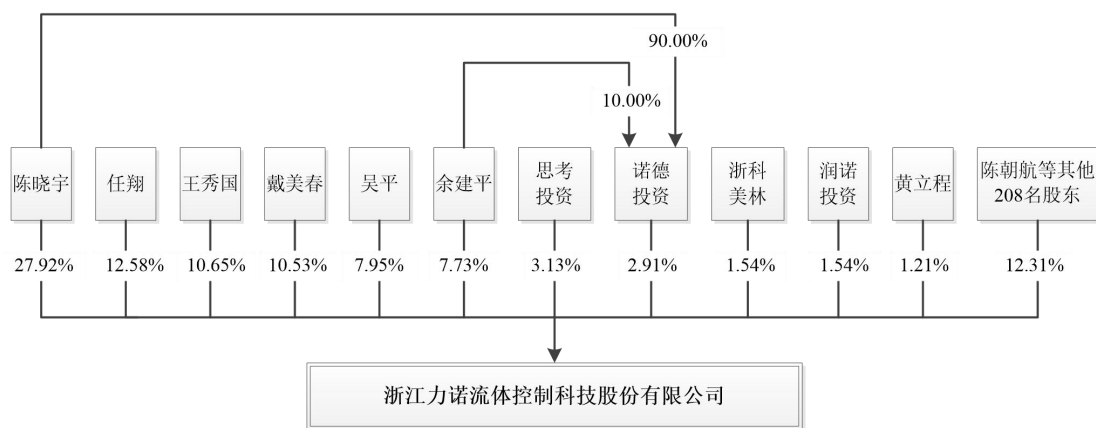 90.00%
10.00%
陈晓宇
任翔
王秀国
戴美春
吴平
余建平
思考
投资
诺德
投资
浙科
美林
润诺
投资
黄立程
陈朝航等其他
208名股东
27.92%
12.58%
10.65%
10.53%
7.95%
7.73%
3.13%
2.91%
1.54%
1.54%
1.21%
12.31%
浙江力诺流体控制科技股份有限公司